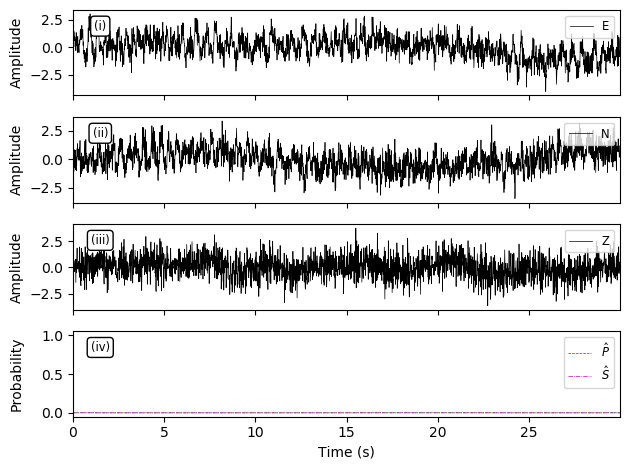 Amplitude
2.5
0.0
−2.5
(i)
E
Amplitude
2.5
0.0
−2.5
(ii)
N
Amplitude
2.5
0.0
−2.5
(iii)
Z
Probability
1.0
0.5
0.0
(iv)
P̂
Ŝ
0 5 10 15 20 25
Time (s)